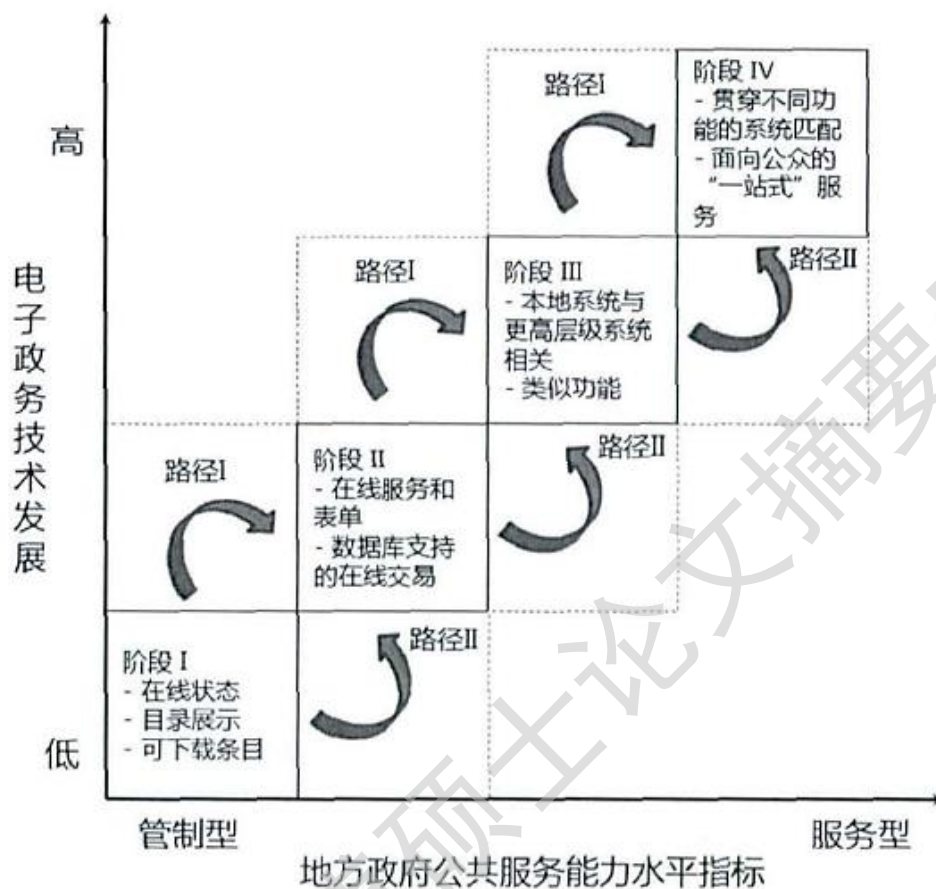 路径I
阶段 IV
- 贯穿不同功
能的系统匹配
- 面向公众的
“一站式”服
务
高
路径I
阶段 III
- 本地系统与
更高层级系统
相关
- 类似功能
路径II
电子政务技术发展
路径I
阶段 II
- 在线服务和
表单
- 数据库支持
的在线交易
路径II
阶段 I
- 在线状态
- 目录展示
- 可下载条目
路径II
低
管制型
服务型
地方政府公共服务能力水平指标
硕士论文摘要